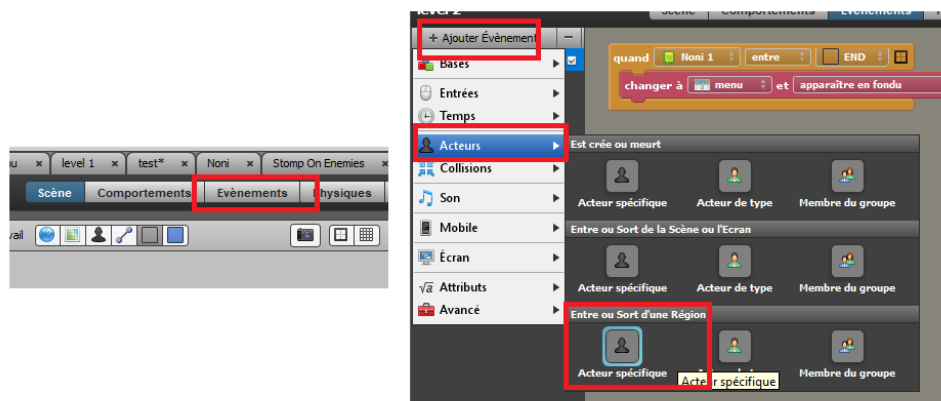 level 1 × test* × Noni × Stomp On Enemies ×
Scène Comportements Evènements Physiques
level 2
Scène Comportements Evènements
+ Ajouter Évènement −
Bases
Entrées
Temps
Acteurs
Collisions
Son
Mobile
Écran
√a Attributs
Avancé
quand Noni 1 entre END
changer à menu et apparaître en fondu
Est crée ou meurt
Acteur spécifique Acteur de type Membre du groupe
Entre ou Sort de la Scène ou l'Ecran
Acteur spécifique Acteur de type Membre du groupe
Entre ou Sort d'une Région
Acteur spécifique Membre du groupe
Acteur spécifique